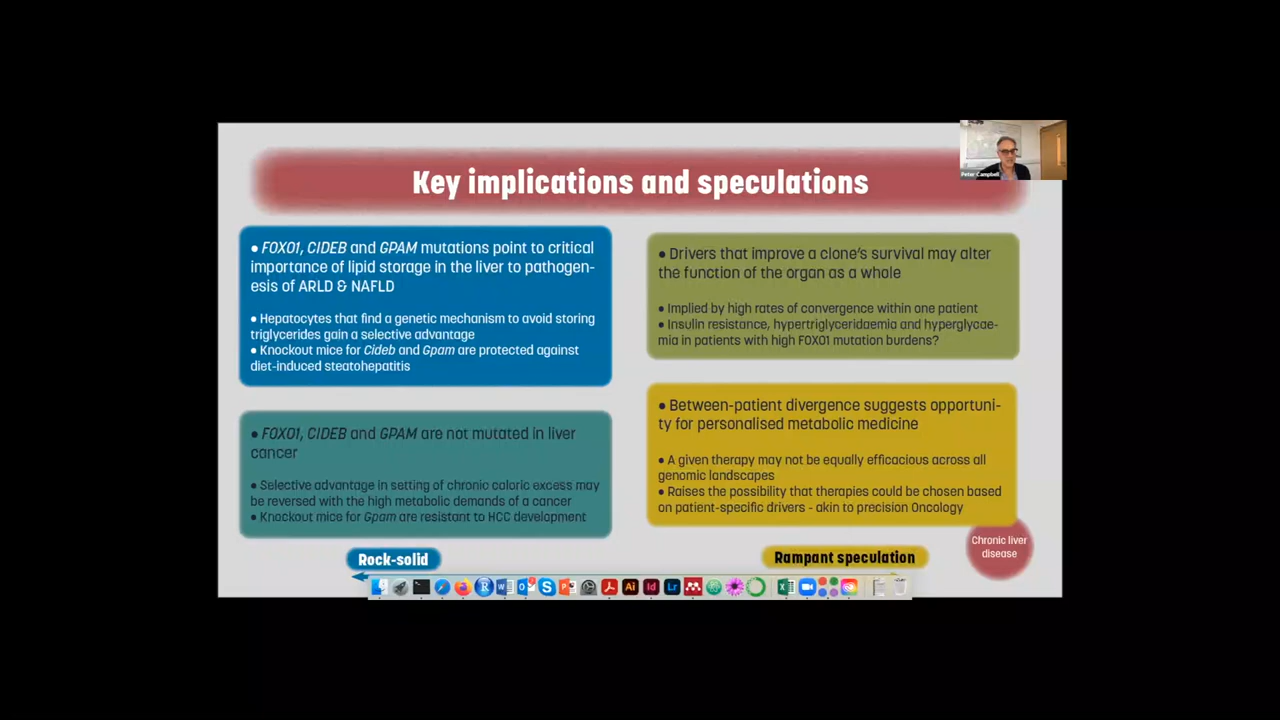 Key implications and speculations
Peter Campbell
● FOXO1, CIDEB and GPAM mutations point to critical
importance of lipid storage in the liver to pathogen-
esis of ARLD & NAFLD
● Hepatocytes that find a genetic mechanism to avoid storing
triglycerides gain a selective advantage
● Knockout mice for Cideb and Gpam are protected against
diet-induced steatohepatitis
● Drivers that improve a clone's survival may alter
the function of the organ as a whole
● Implied by high rates of convergence within one patient
● Insulin resistance, hypertriglyceridaemia and hyperglycae-
mia in patients with high FOXO1 mutation burdens?
● FOXO1, CIDEB and GPAM are not mutated in liver
cancer
● Selective advantage in setting of chronic caloric excess may
be reversed with the high metabolic demands of a cancer
● Knockout mice for Gpam are resistant to HCC development
● Between-patient divergence suggests opportuni-
ty for personalised metabolic medicine
● A given therapy may not be equally efficacious across all
genomic landscapes
● Raises the possibility that therapies could be chosen based
on patient-specific drivers - akin to precision Oncology
Chronic liver
disease
Rock-solid
Rampant speculation
R
W
S
P
Ai
Id
Lr
X